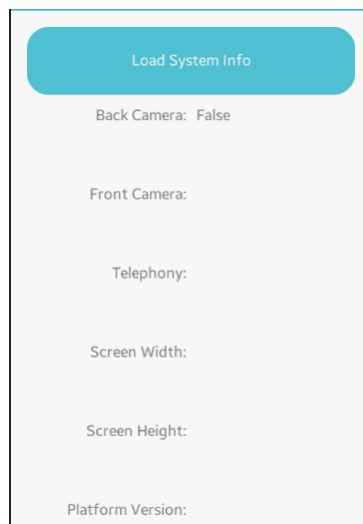 Load System Info
Back Camera: False
Front Camera:
Telephony:
Screen Width:
Screen Height:
Platform Version: